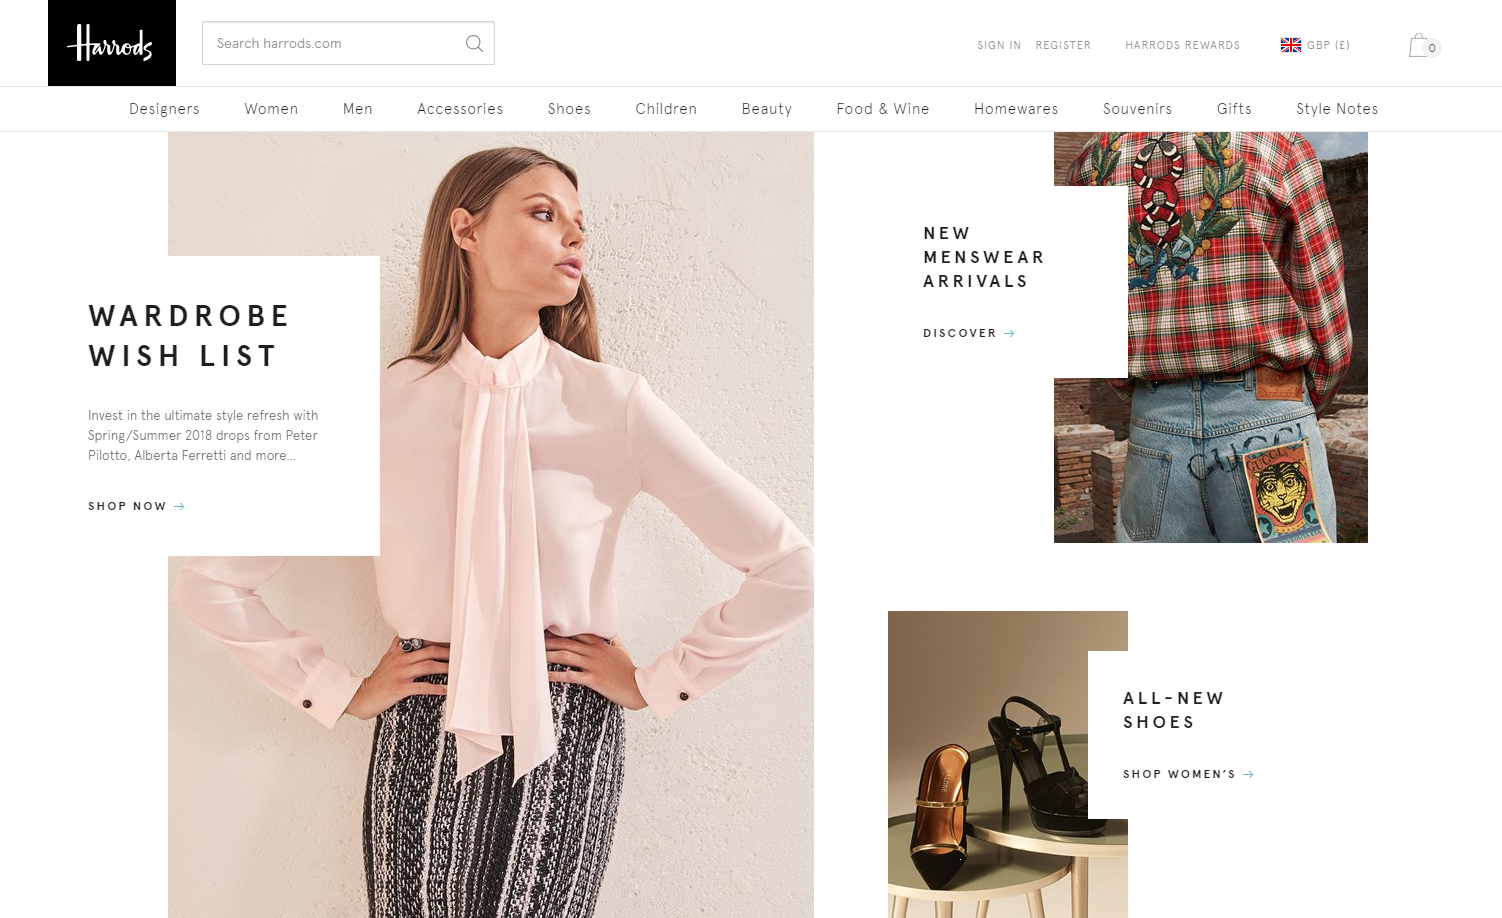 Harrods
Search harrods.com
SIGN IN
REGISTER
HARRODS REWARDS
GBP (£)
0
Designers
Women
Men
Accessories
Shoes
Children
Beauty
Food & Wine
Homewares
Souvenirs
Gifts
Style Notes
WARDROBE
WISH LIST
Invest in the ultimate style refresh with
Spring/Summer 2018 drops from Peter
Pilotto, Alberta Ferretti and more...
SHOP NOW →
NEW
MENSWEAR
ARRIVALS
DISCOVER →
GUCCI
GUCCI
ALL-NEW
SHOES
SHOP WOMEN'S →